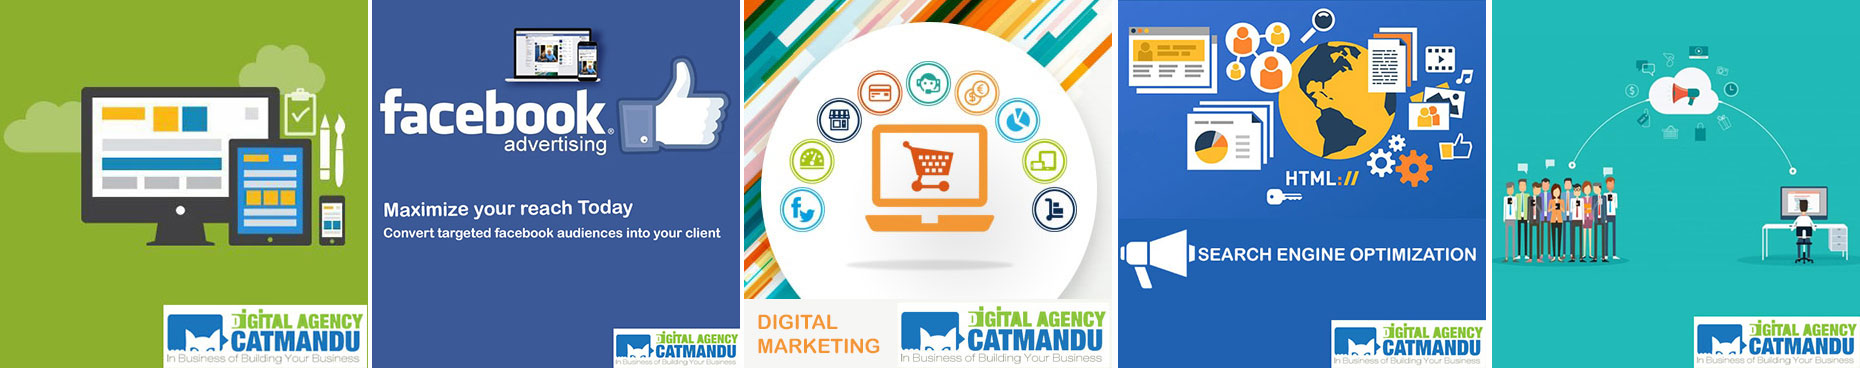 DIGITAL AGENCY
CATMANDU
In Business of Building Your Business
facebook®
advertising
Maximize your reach Today
Convert targeted facebook audiences into your client
DIGITAL AGENCY
CATMANDU
In Business of Building Your Business
DIGITAL
MARKETING
DIGITAL AGENCY
CATMANDU
In Business of Building Your Business
HTML://
SEARCH ENGINE OPTIMIZATION
DIGITAL AGENCY
CATMANDU
In Business of Building Your Business
DIGITAL AGENCY
CATMANDU
In Business of Building Your Business